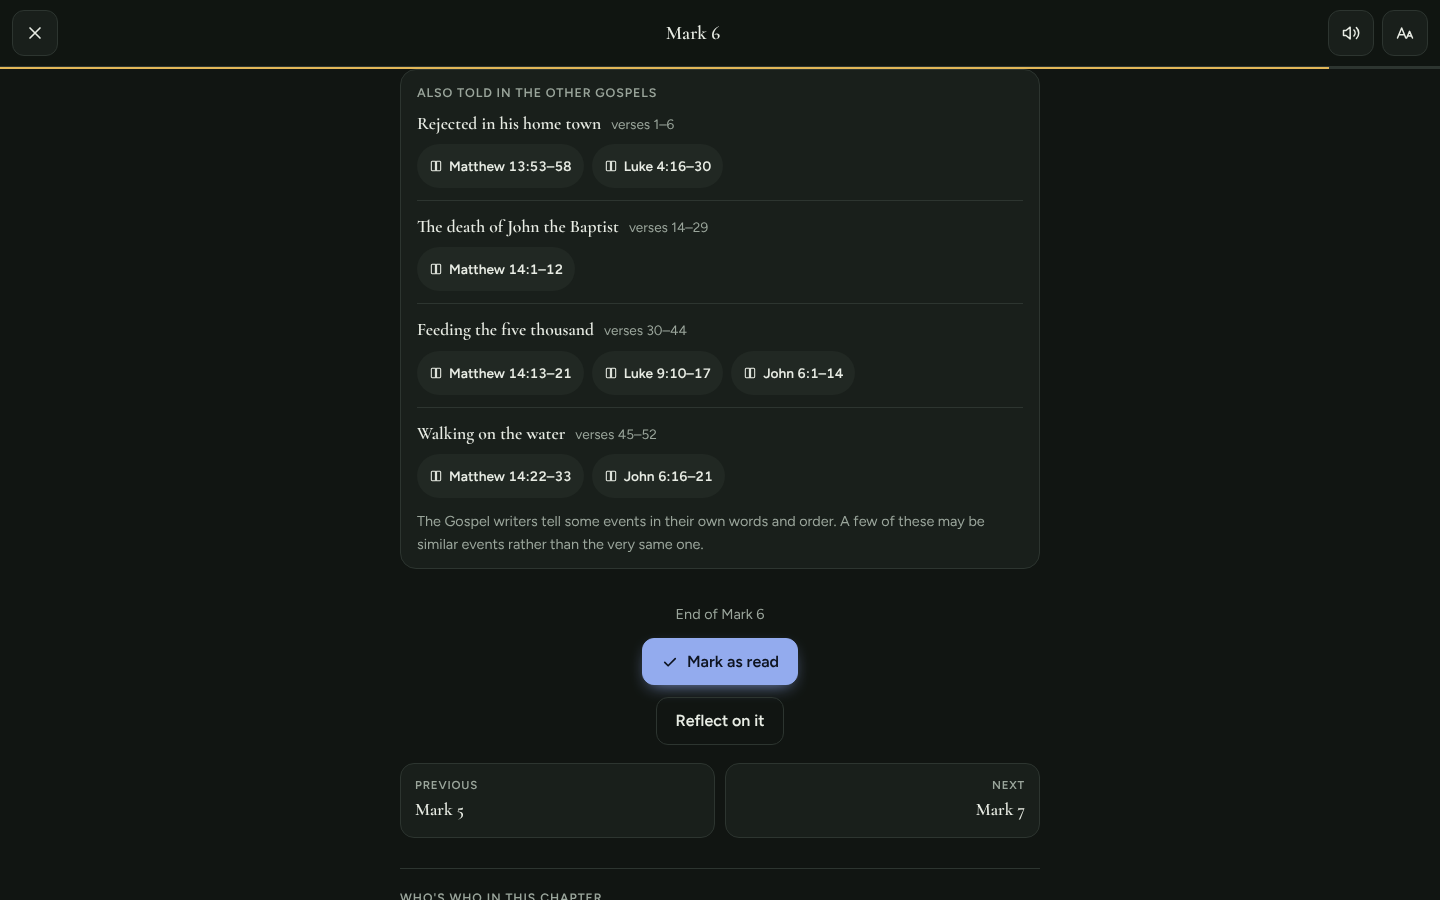 Mark 6
ALSO TOLD IN THE OTHER GOSPELS
Rejected in his home town verses 1–6
Matthew 13:53–58 Luke 4:16–30
The death of John the Baptist verses 14–29
Matthew 14:1–12
Feeding the five thousand verses 30–44
Matthew 14:13–21 Luke 9:10–17 John 6:1–14
Walking on the water verses 45–52
Matthew 14:22–33 John 6:16–21
The Gospel writers tell some events in their own words and order. A few of these may be
similar events rather than the very same one.
End of Mark 6
Mark as read
Reflect on it
PREVIOUS
Mark 5
NEXT
Mark 7
WHO'S WHO IN THIS CHAPTER